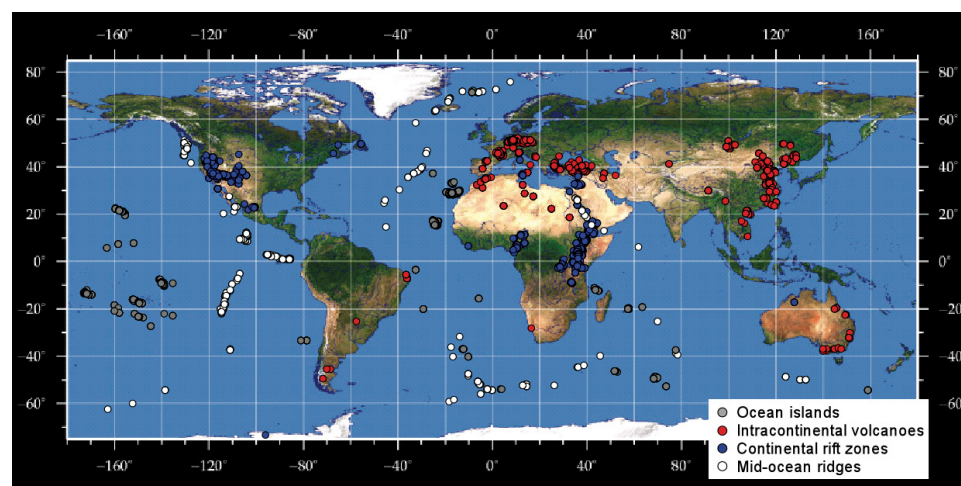 −160° −120° −80° −40° 0° 40° 80° 120° 160°
80° 80°
60° 60°
40° 40°
20° 20°
0° 0°
−20° −20°
−40° −40°
−60° −60
Ocean islands
Intracontinental volcanoes
Continental rift zones
Mid-ocean ridges
−160° −120° −80° −40° 0° 40° 80°